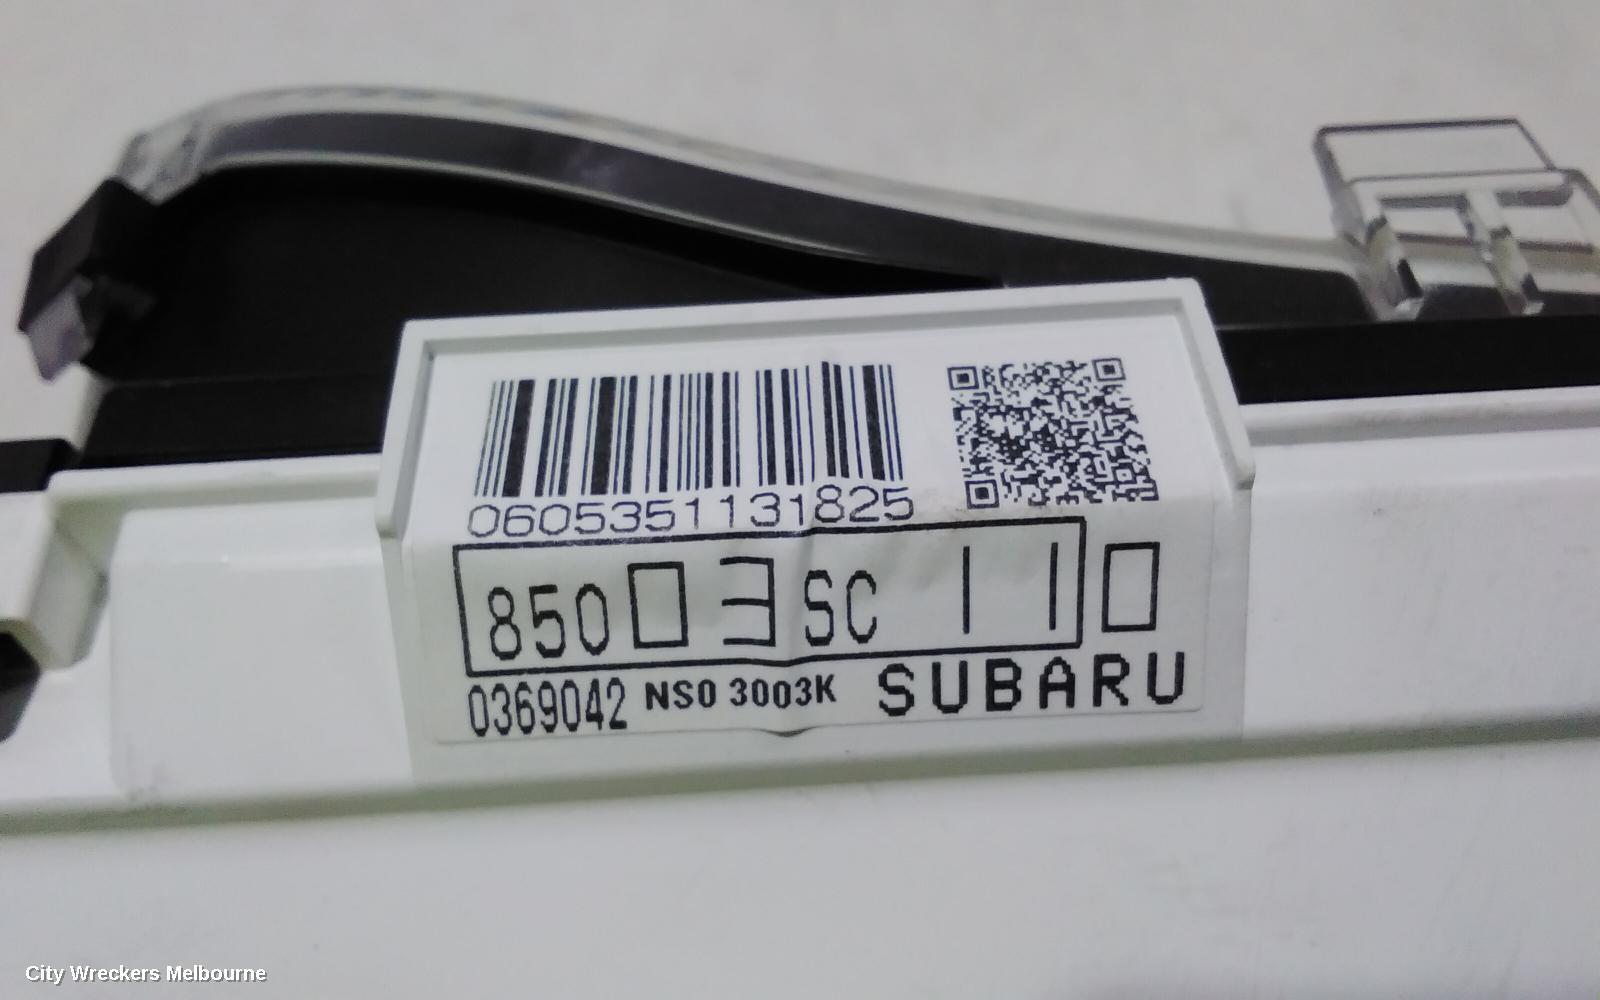 0605351131825
85003SC110
0369042 NS0 3003K SUBARU
City Wreckers Melbourne